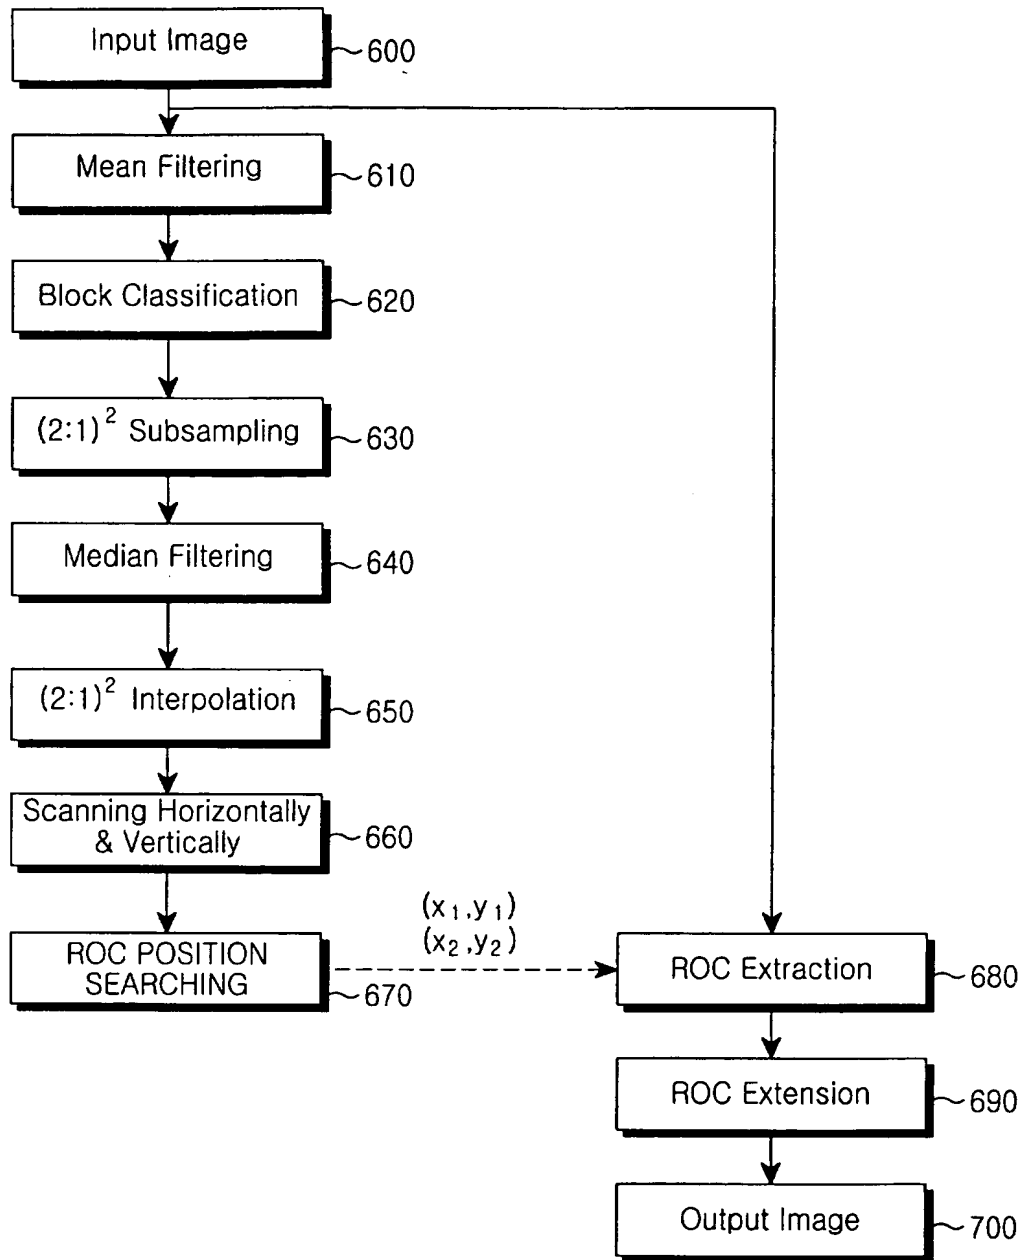 Input Image
600
Mean Filtering
610
Block Classification
620
(2:1)² Subsampling
630
Median Filtering
640
(2:1)² Interpolation
650
Scanning Horizontally
& Vertically
660
ROC POSITION
SEARCHING
670
(x₁,y₁)
(x₂,y₂)
ROC Extraction
680
ROC Extension
690
Output Image
700